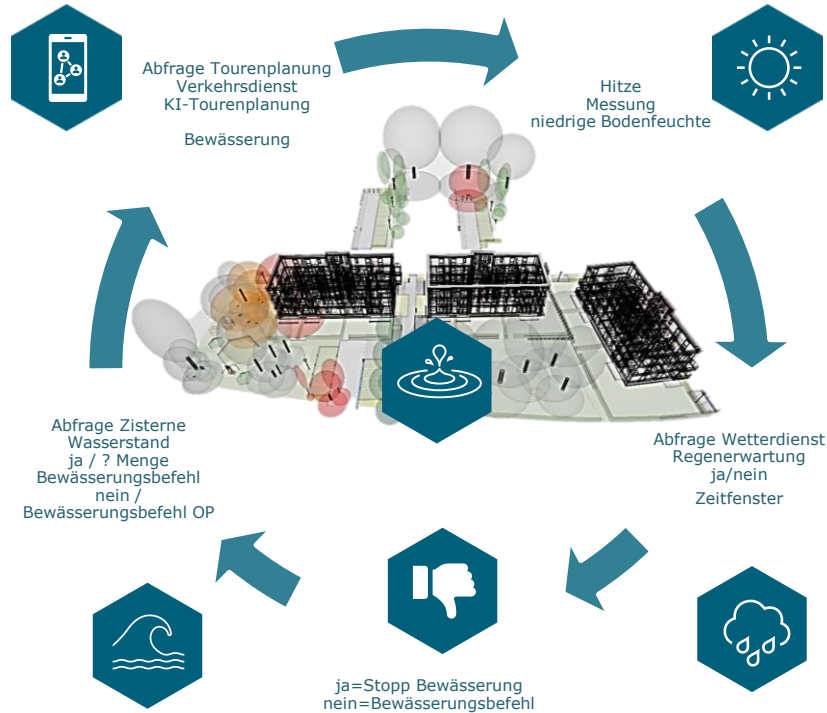 Abfrage Tourenplanung
Verkehrsdienst
KI-Tourenplanung
Bewässerung
Hitze
Messung
niedrige Bodenfeuchte
Abfrage Wetterdienst
Regenerwartung
ja/nein
Zeitfenster
ja=Stopp Bewässerung
nein=Bewässerungsbefehl
Abfrage Zisterne
Wasserstand
ja / ? Menge
Bewässerungsbefehl
nein /
Bewässerungsbefehl OP